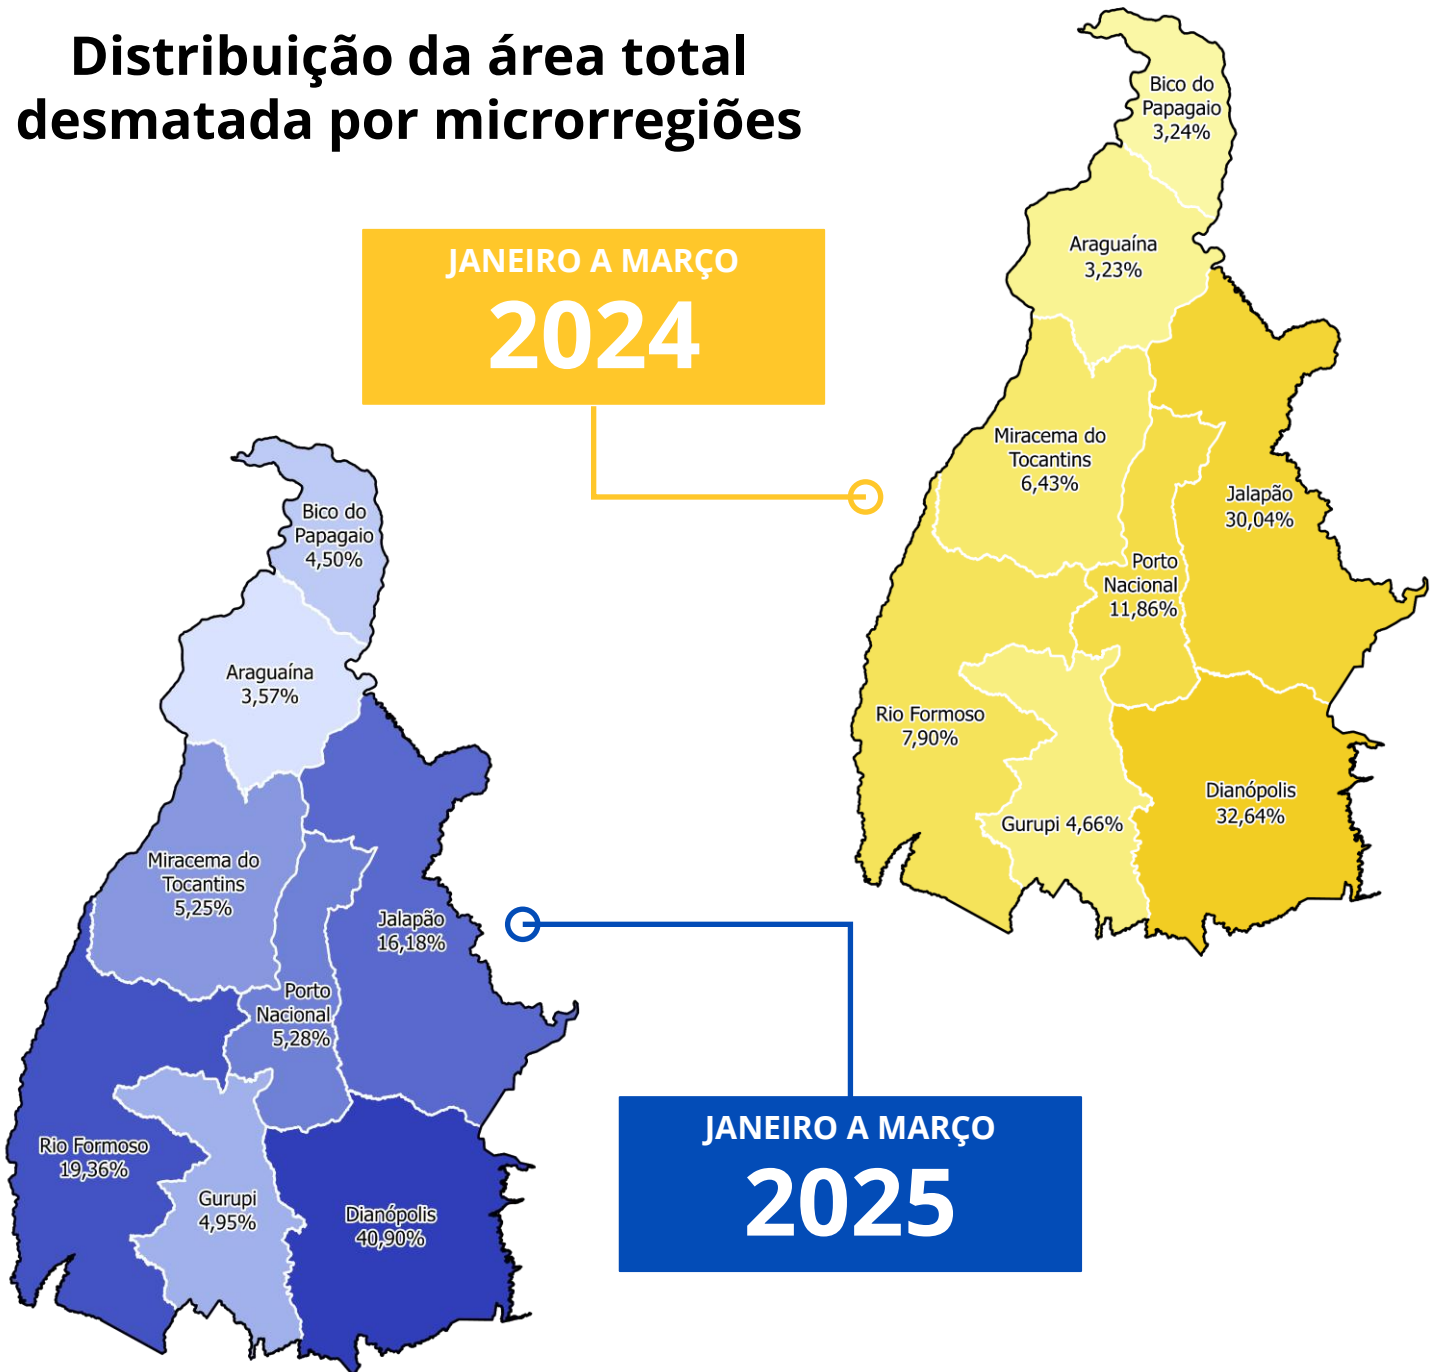 Distribuição da área total
desmatada por microrregiões
JANEIRO A MARÇO
2024
Bico do
Papagaio
3,24%
Araguaína
3,23%
Miracema do
Tocantins
6,43%
Jalapão
30,04%
Porto
Nacional
11,86%
Rio Formoso
7,90%
Gurupi 4,66%
Dianópolis
32,64%
Bico do
Papagaio
4,50%
Araguaína
3,57%
Miracema do
Tocantins
5,25%
Jalapão
16,18%
Porto
Nacional
5,28%
Rio Formoso
19,36%
Gurupi
4,95%
Dianópolis
40,90%
JANEIRO A MARÇO
2025